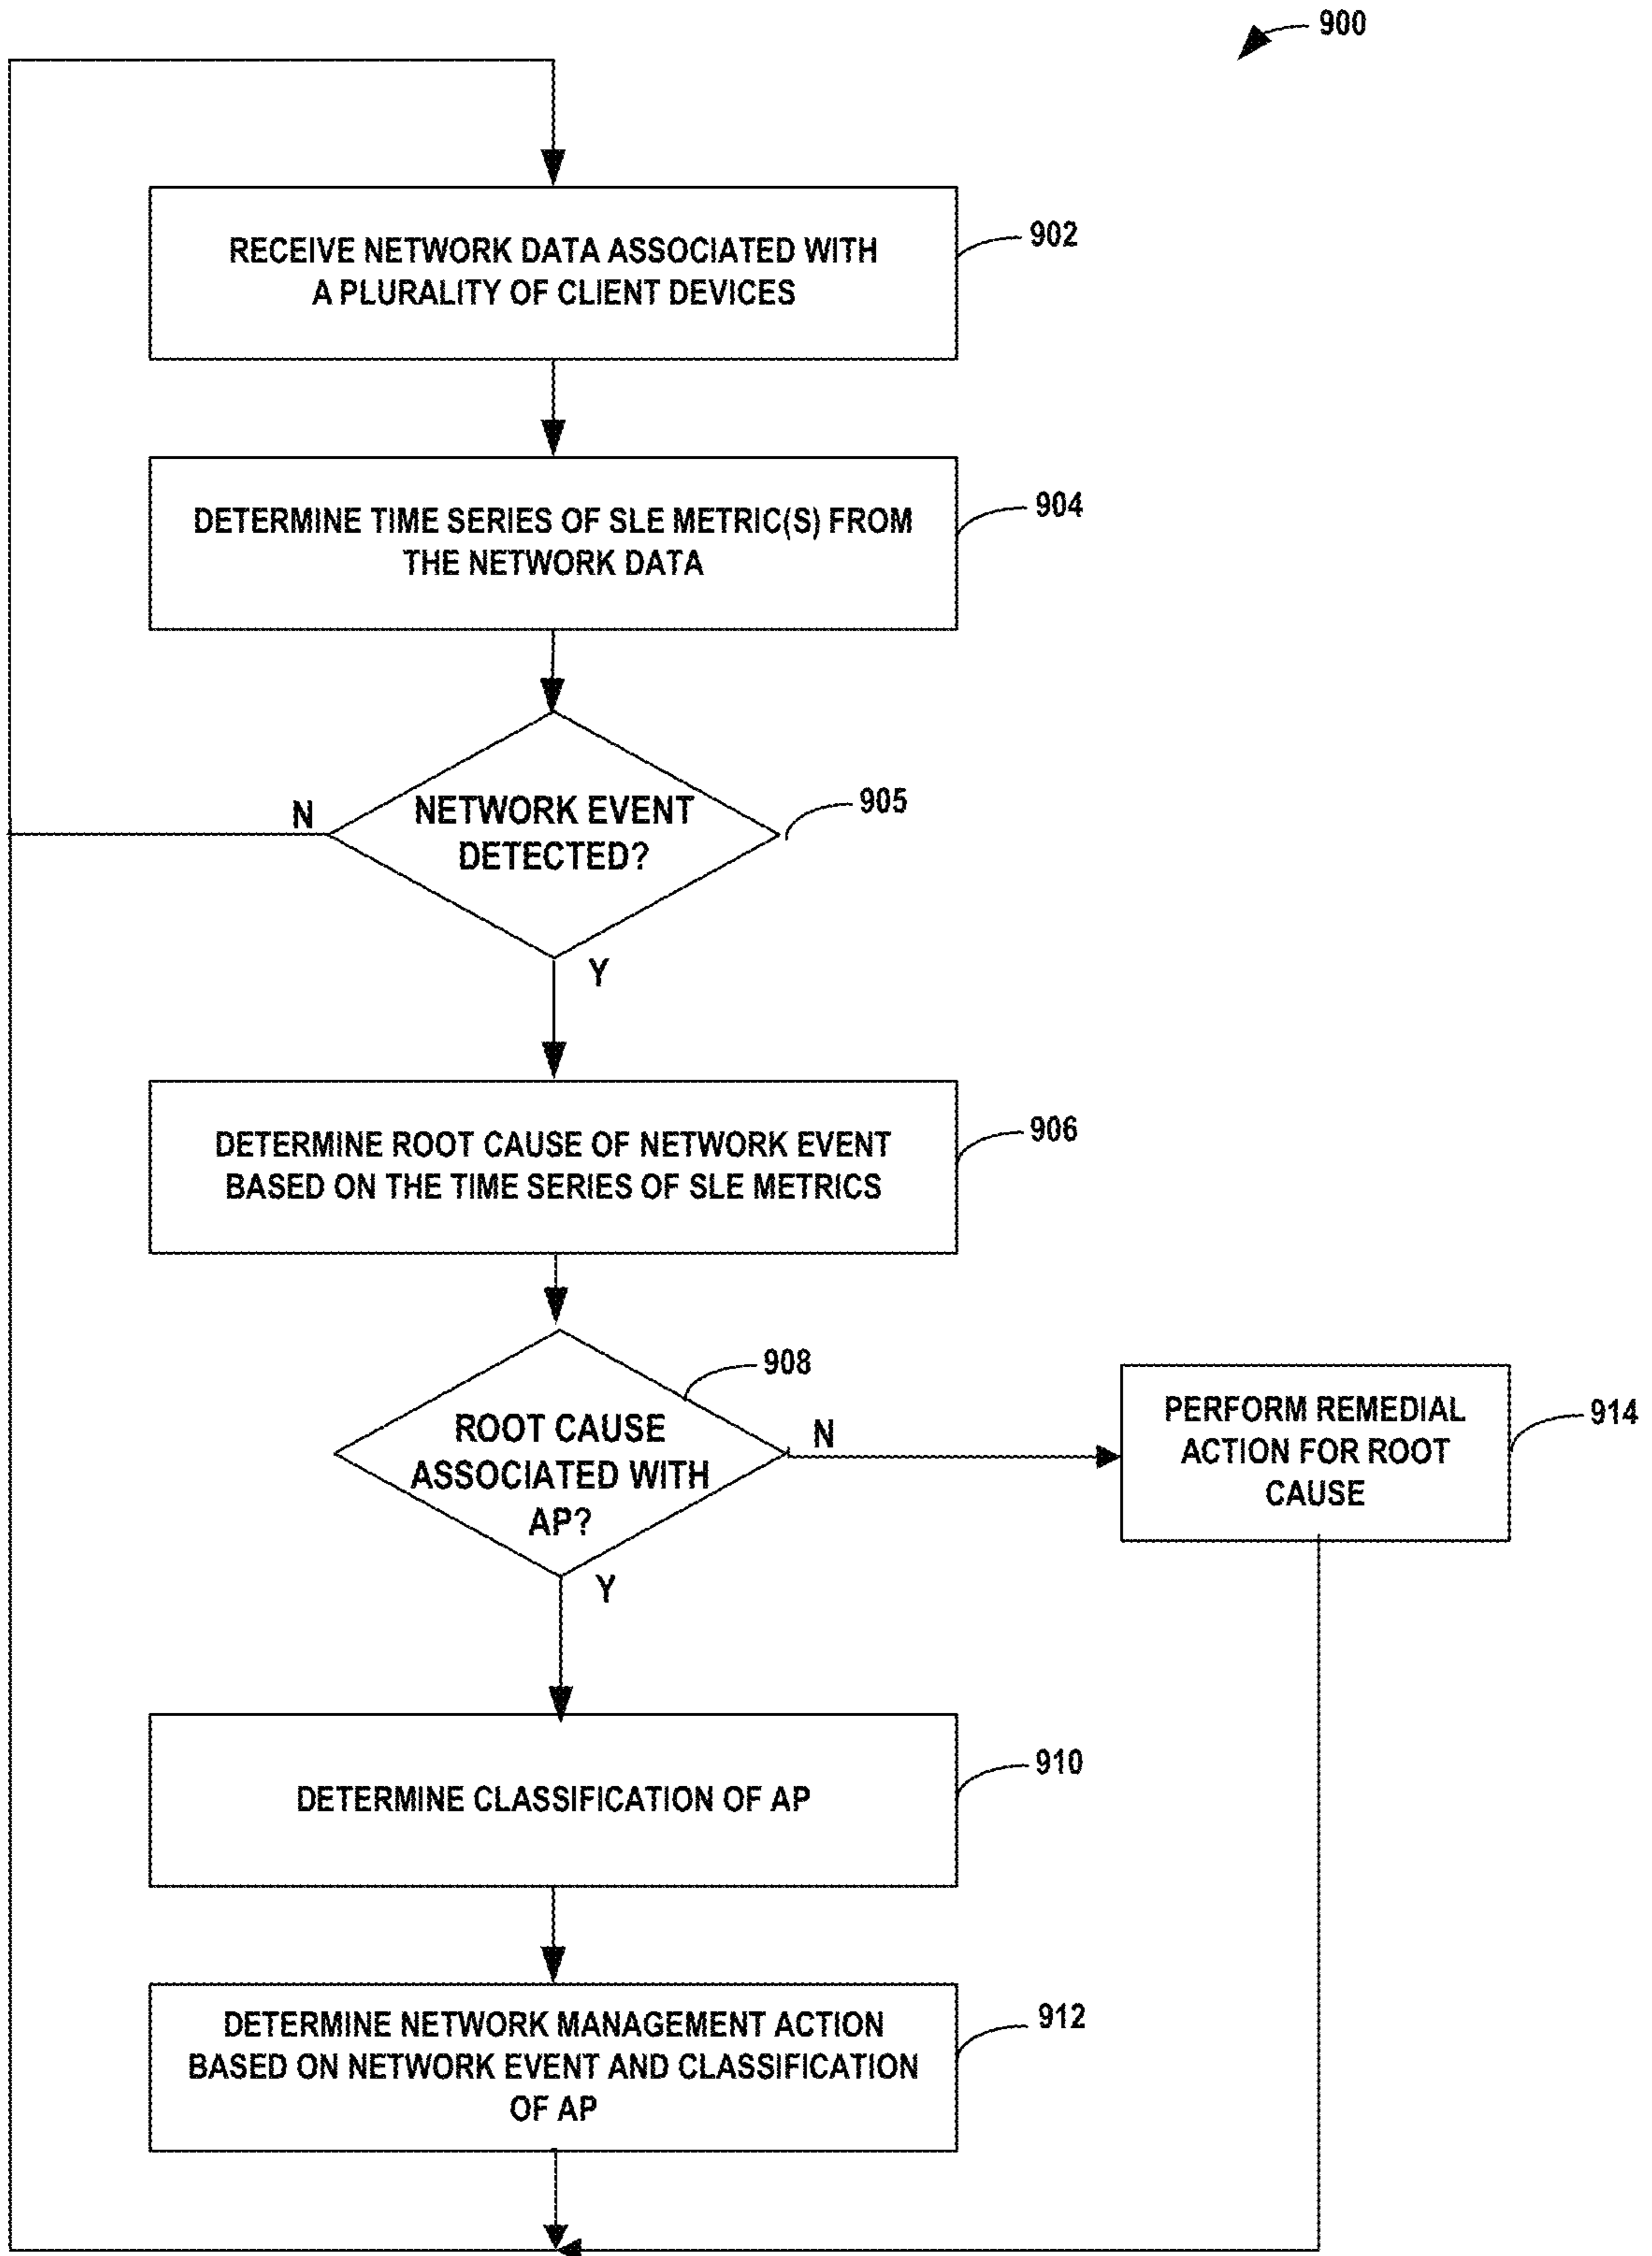 900
RECEIVE NETWORK DATA ASSOCIATED WITH
A PLURALITY OF CLIENT DEVICES
902
DETERMINE TIME SERIES OF SLE METRIC(S) FROM
THE NETWORK DATA
904
NETWORK EVENT
DETECTED?
905
N
Y
DETERMINE ROOT CAUSE OF NETWORK EVENT
BASED ON THE TIME SERIES OF SLE METRICS
906
ROOT CAUSE
ASSOCIATED WITH
AP?
908
N
Y
PERFORM REMEDIAL
ACTION FOR ROOT
CAUSE
914
DETERMINE CLASSIFICATION OF AP
910
DETERMINE NETWORK MANAGEMENT ACTION
BASED ON NETWORK EVENT AND CLASSIFICATION
OF AP
912